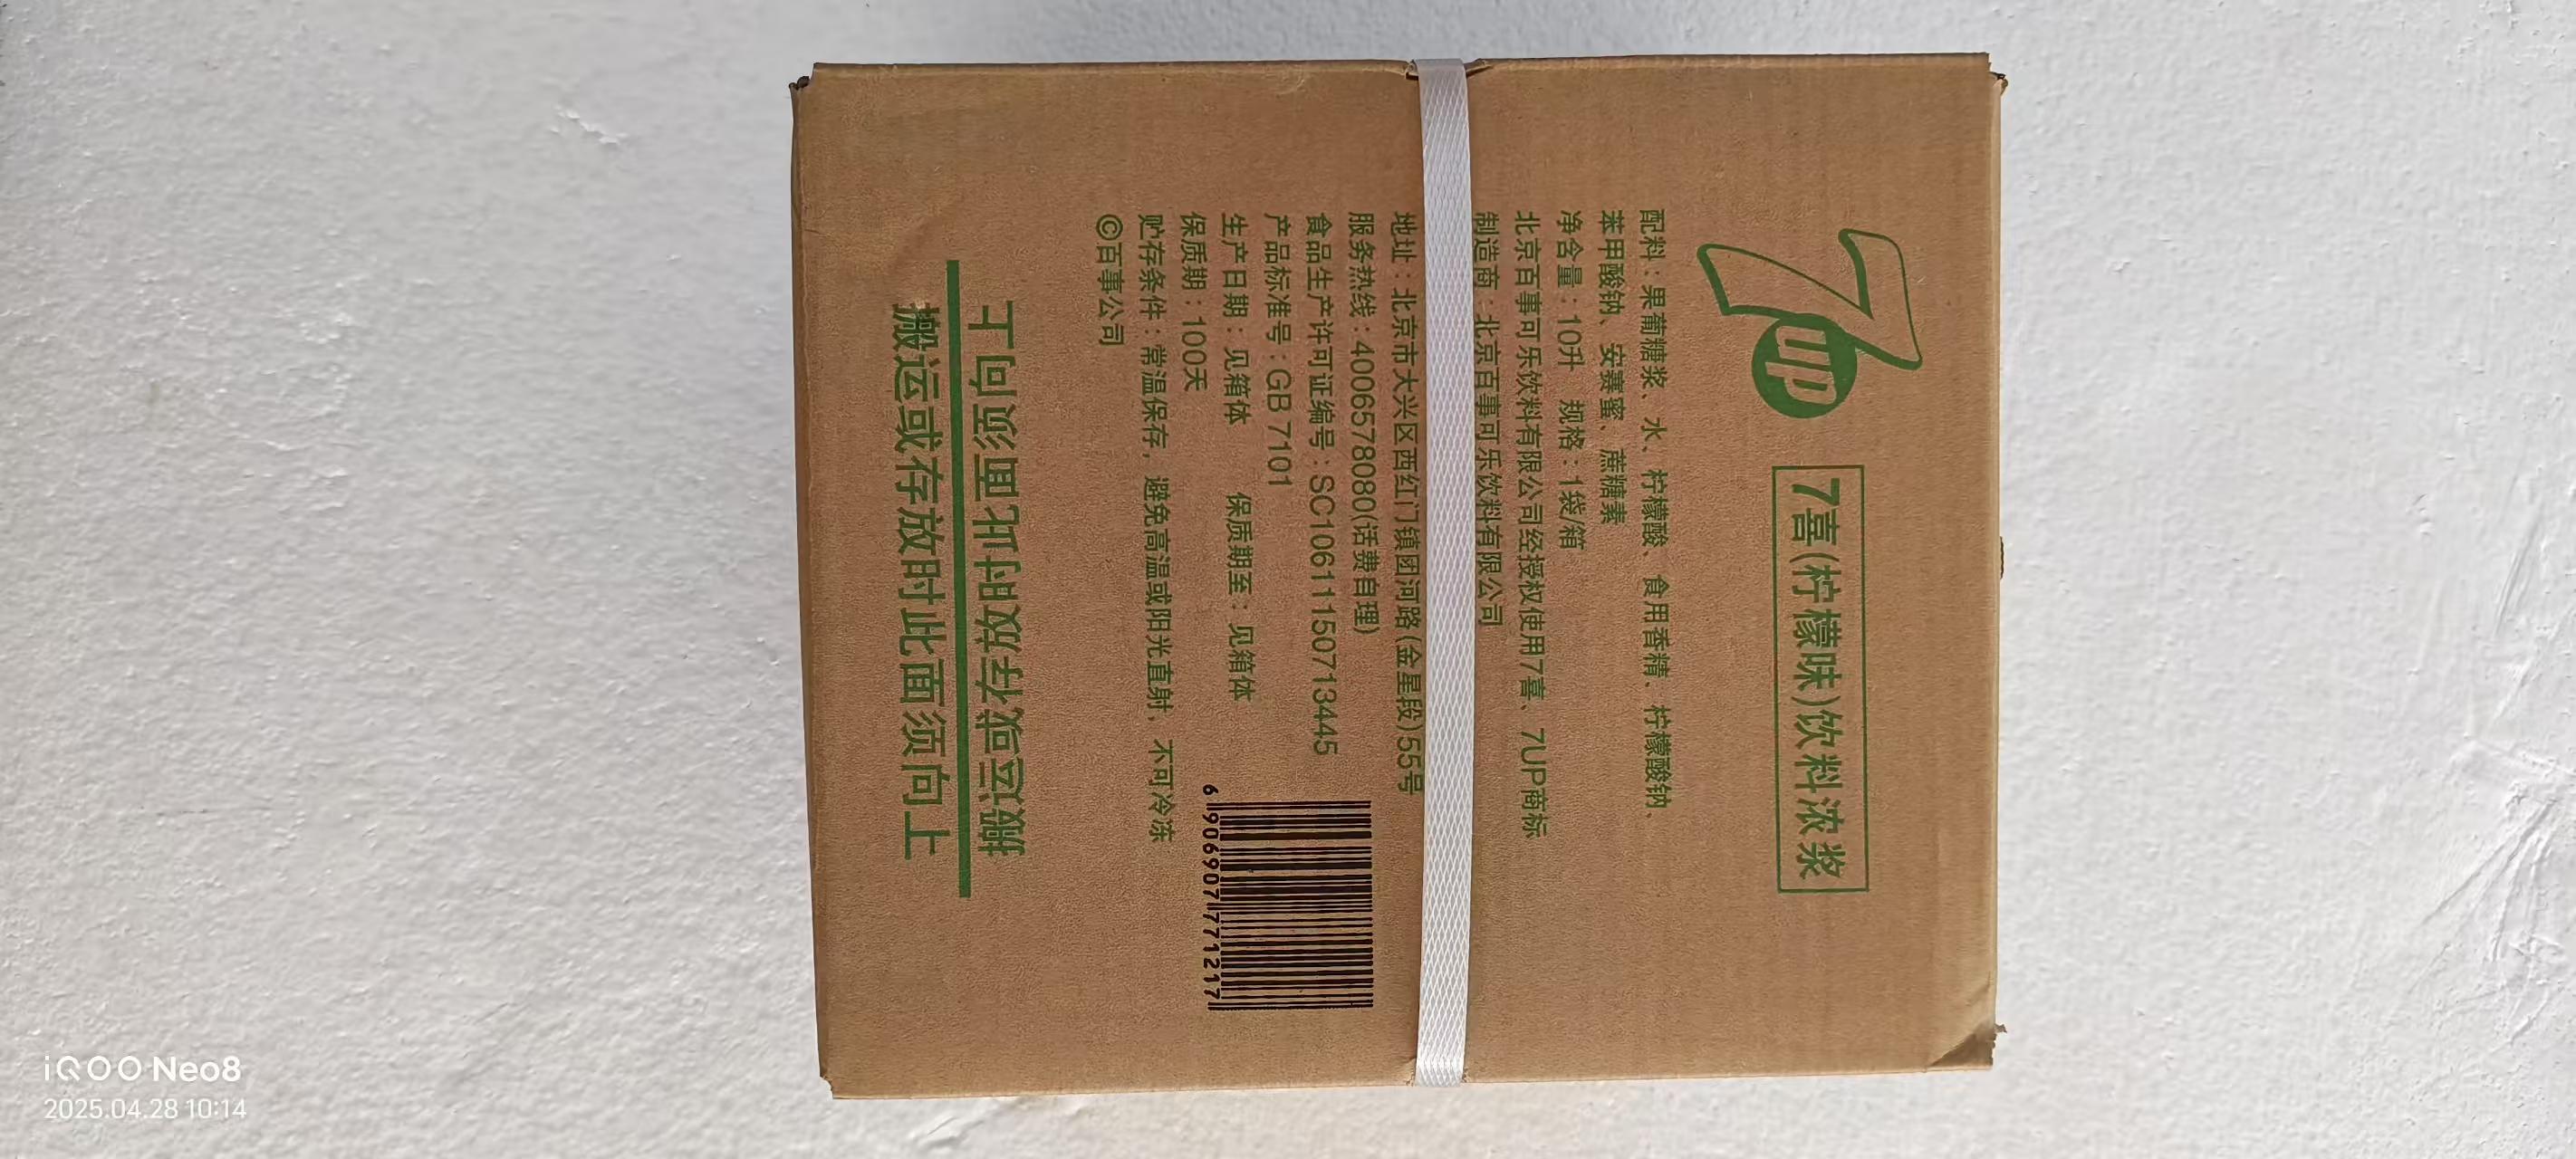 7UP
7喜(柠檬味)饮料浓浆
配料：果葡糖浆、水、柠檬酸、食用香精、柠檬酸钠、
苯甲酸钠、安赛蜜、蔗糖素
净含量：10升 规格：1袋/箱
北京百事可乐饮料有限公司经授权使用7喜、7UP商标
制造商：北京百事可乐饮料有限公司
地址：北京市大兴区西红门镇团河路(金星段)55号
服务热线：4006578080(话费自理)
食品生产许可证编号：SC10611150713445
产品标准号：GB 7101
生产日期：见箱体 保质期至：见箱体
保质期：100天
贮存条件：常温保存，避免高温或阳光直射、不可冷冻
©百事公司
6 906907 771217
搬运或存放时此面须向上
搬运或存放时此面须向上
iQOO Neo8
2025.04.28 10:14